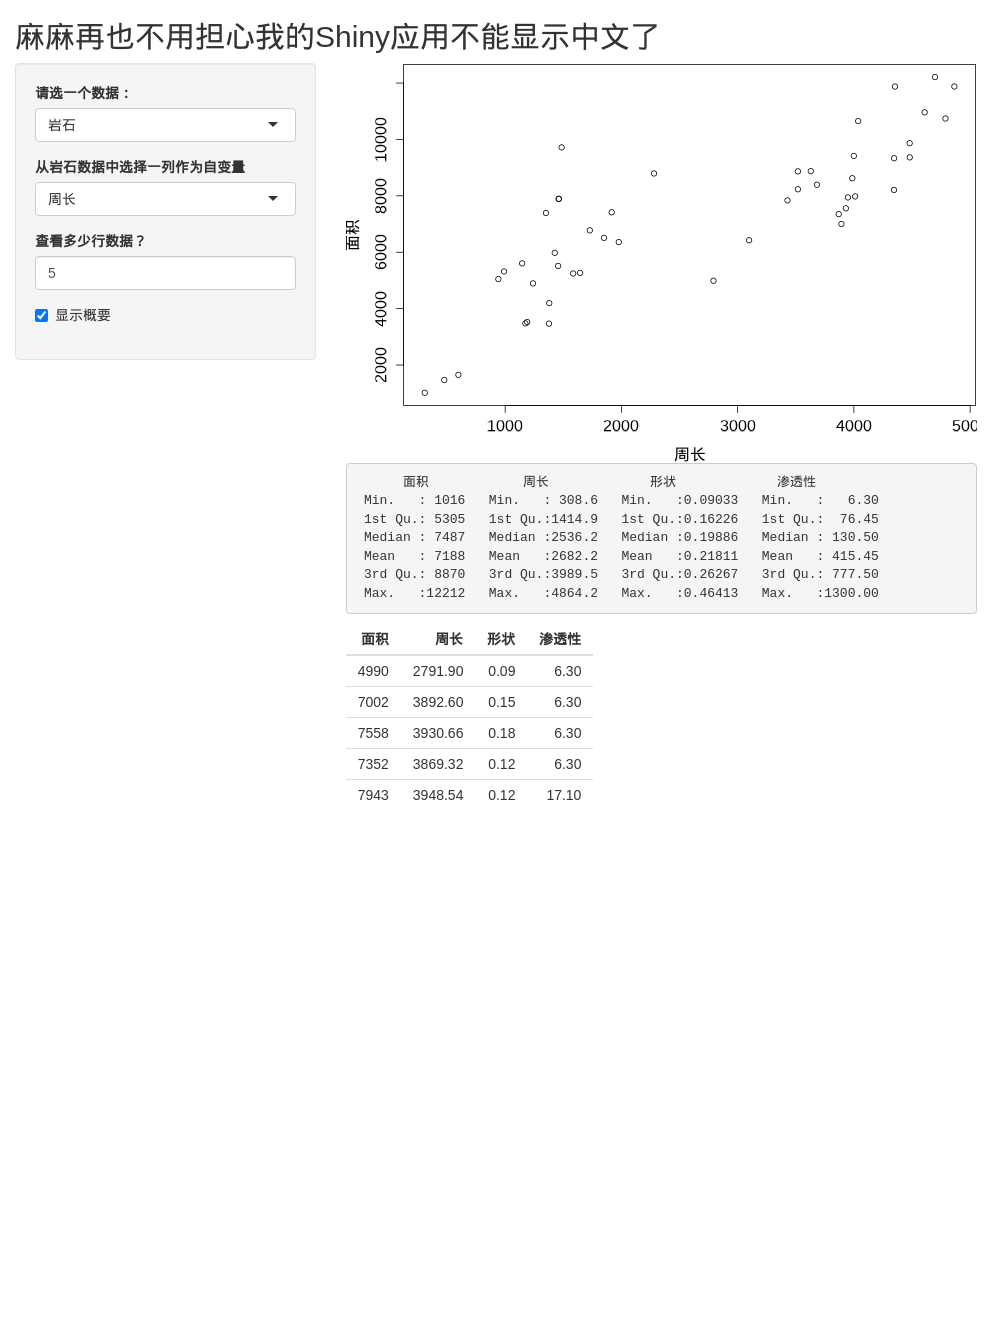 麻麻再也不用担心我的Shiny应用不能显示中文了
请选一个数据：
岩石
从岩石数据中选择一列作为自变量
周长
查看多少行数据？
5
显示概要
面积
10000
8000
6000
4000
2000
1000 2000 3000 4000 500
周长
面积 周长 形状 渗透性
Min.   : 1016   Min.   : 308.6   Min.   :0.09033   Min.   :   6.30
1st Qu.: 5305   1st Qu.:1414.9   1st Qu.:0.16226   1st Qu.:  76.45
Median : 7487   Median :2536.2   Median :0.19886   Median : 130.50
Mean   : 7188   Mean   :2682.2   Mean   :0.21811   Mean   : 415.45
3rd Qu.: 8870   3rd Qu.:3989.5   3rd Qu.:0.26267   3rd Qu.: 777.50
Max.   :12212   Max.   :4864.2   Max.   :0.46413   Max.   :1300.00
面积 周长 形状 渗透性
4990 2791.90 0.09 6.30
7002 3892.60 0.15 6.30
7558 3930.66 0.18 6.30
7352 3869.32 0.12 6.30
7943 3948.54 0.12 17.10